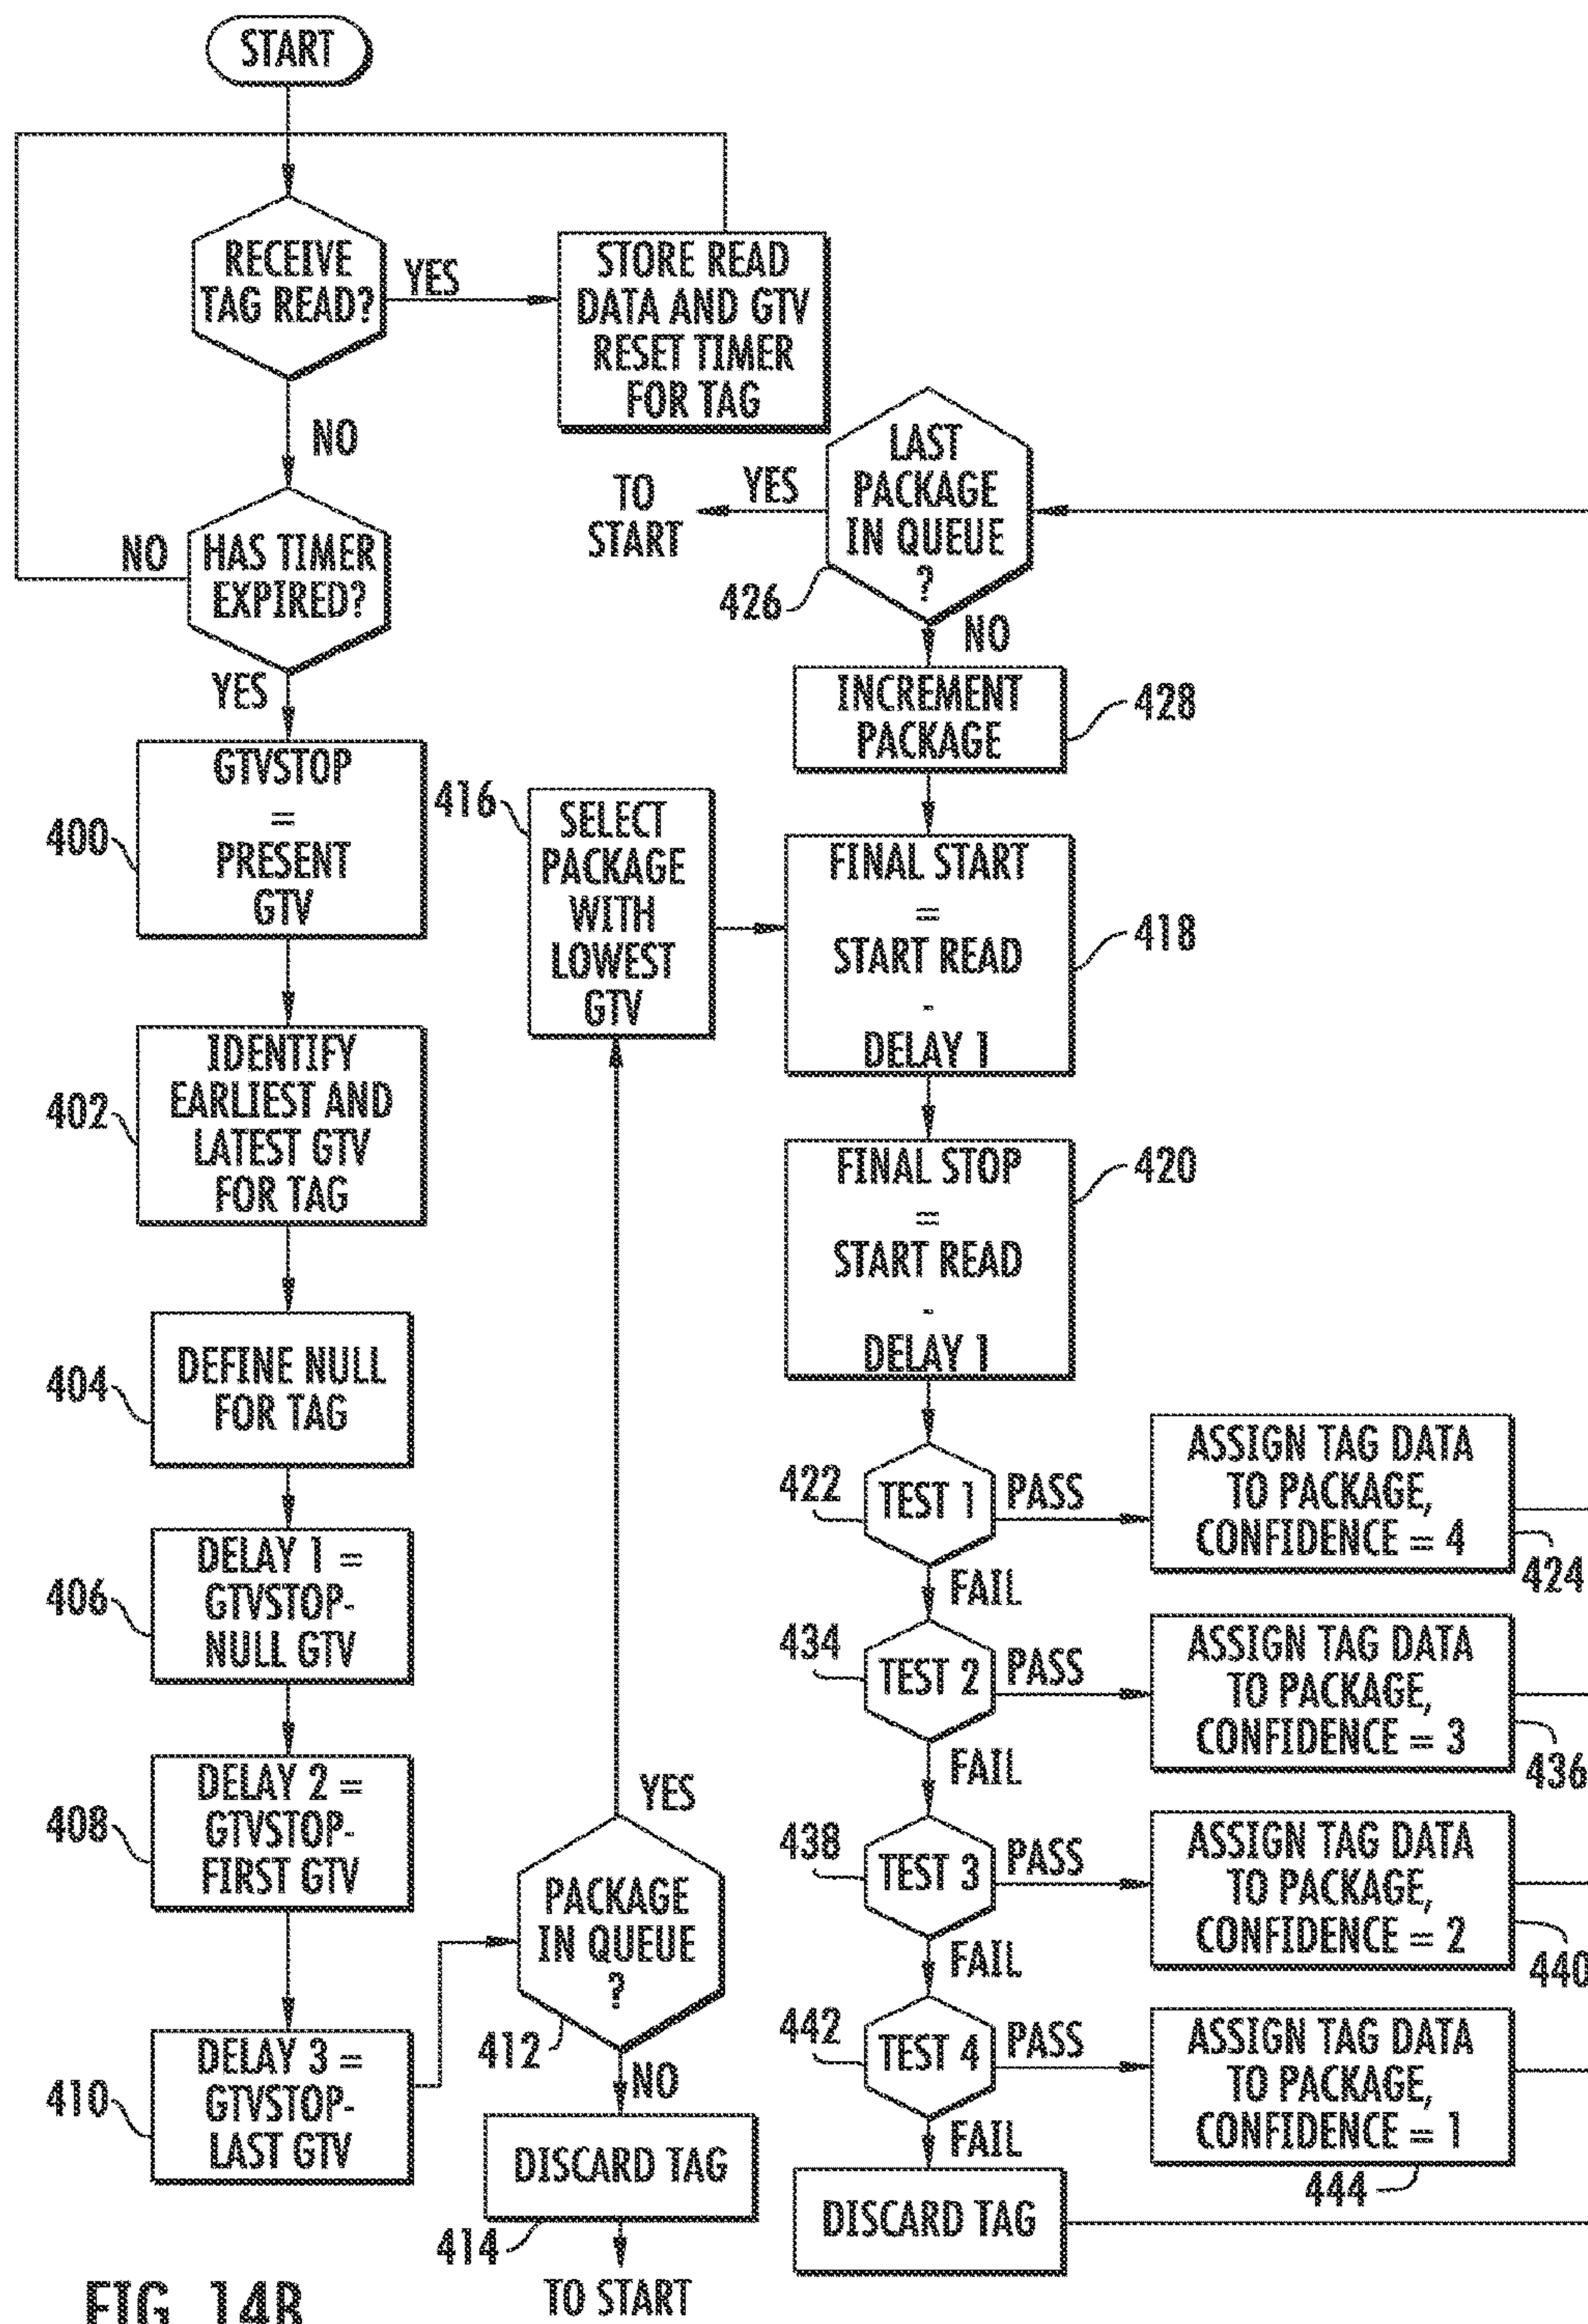 START
RECEIVE
TAG READ?
YES
STORE READ
DATA AND GTV
RESET TIMER
FOR TAG
NO
HAS TIMER
EXPIRED?
NO
YES
GTVSTOP
=
PRESENT
GTV
400
IDENTIFY
EARLIEST AND
LATEST GTV
FOR TAG
402
DEFINE NULL
FOR TAG
404
DELAY 1 =
GTVSTOP-
NULL GTV
406
DELAY 2 =
GTVSTOP-
FIRST GTV
408
DELAY 3 =
GTVSTOP-
LAST GTV
410
PACKAGE
IN QUEUE
?
412
YES
NO
DISCARD TAG
414
TO START
416
SELECT
PACKAGE
WITH
LOWEST
GTV
LAST
PACKAGE
IN QUEUE
?
426
YES
TO
START
NO
INCREMENT
PACKAGE
428
FINAL START
=
START READ
-
DELAY 1
418
FINAL STOP
=
START READ
-
DELAY 1
420
422
TEST 1
PASS
ASSIGN TAG DATA
TO PACKAGE,
CONFIDENCE = 4
424
FAIL
434
TEST 2
PASS
ASSIGN TAG DATA
TO PACKAGE,
CONFIDENCE = 3
436
FAIL
438
TEST 3
PASS
ASSIGN TAG DATA
TO PACKAGE,
CONFIDENCE = 2
440
FAIL
442
TEST 4
PASS
ASSIGN TAG DATA
TO PACKAGE,
CONFIDENCE = 1
444
FAIL
DISCARD TAG
FIG. 14B